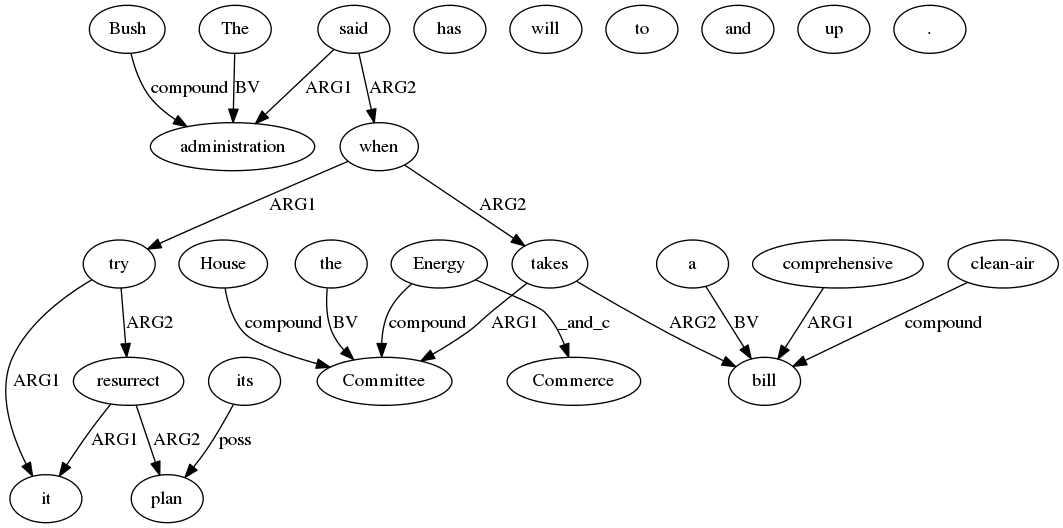 Bush The said has will to and up .
compound BV ARG1 ARG2
administration when
ARG1 ARG2
try House the Energy takes a comprehensive clean-air
ARG2 compound BV compound ARG1 _and_c ARG2 BV ARG1 compound
ARG1 resurrect its Committee Commerce bill
ARG1 ARG2 poss
it plan